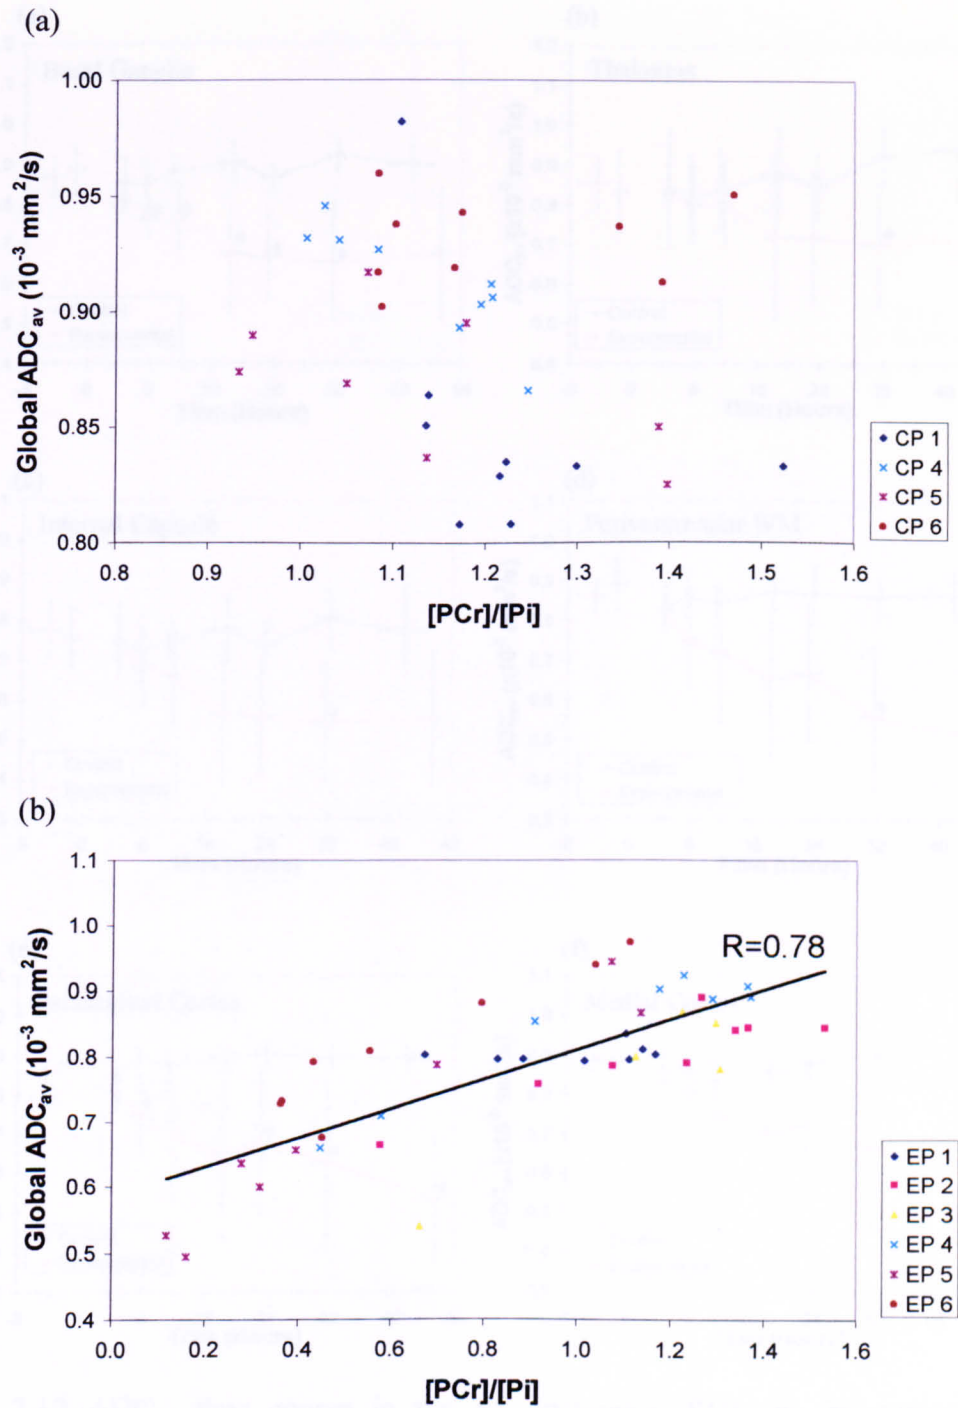 (a)
1.00
0.95
0.90
0.85
0.80
Global ADCav (10-3 mm2/s)
0.8 0.9 1.0 1.1 1.2 1.3 1.4 1.5 1.6
[PCr]/[Pi]
CP 1
CP 4
CP 5
CP 6
(b)
1.1
1.0
0.9
0.8
0.7
0.6
0.5
0.4
Global ADCav (10-3 mm2/s)
R=0.78
0.0 0.2 0.4 0.6 0.8 1.0 1.2 1.4 1.6
[PCr]/[Pi]
EP 1
EP 2
EP 3
EP 4
EP 5
EP 6